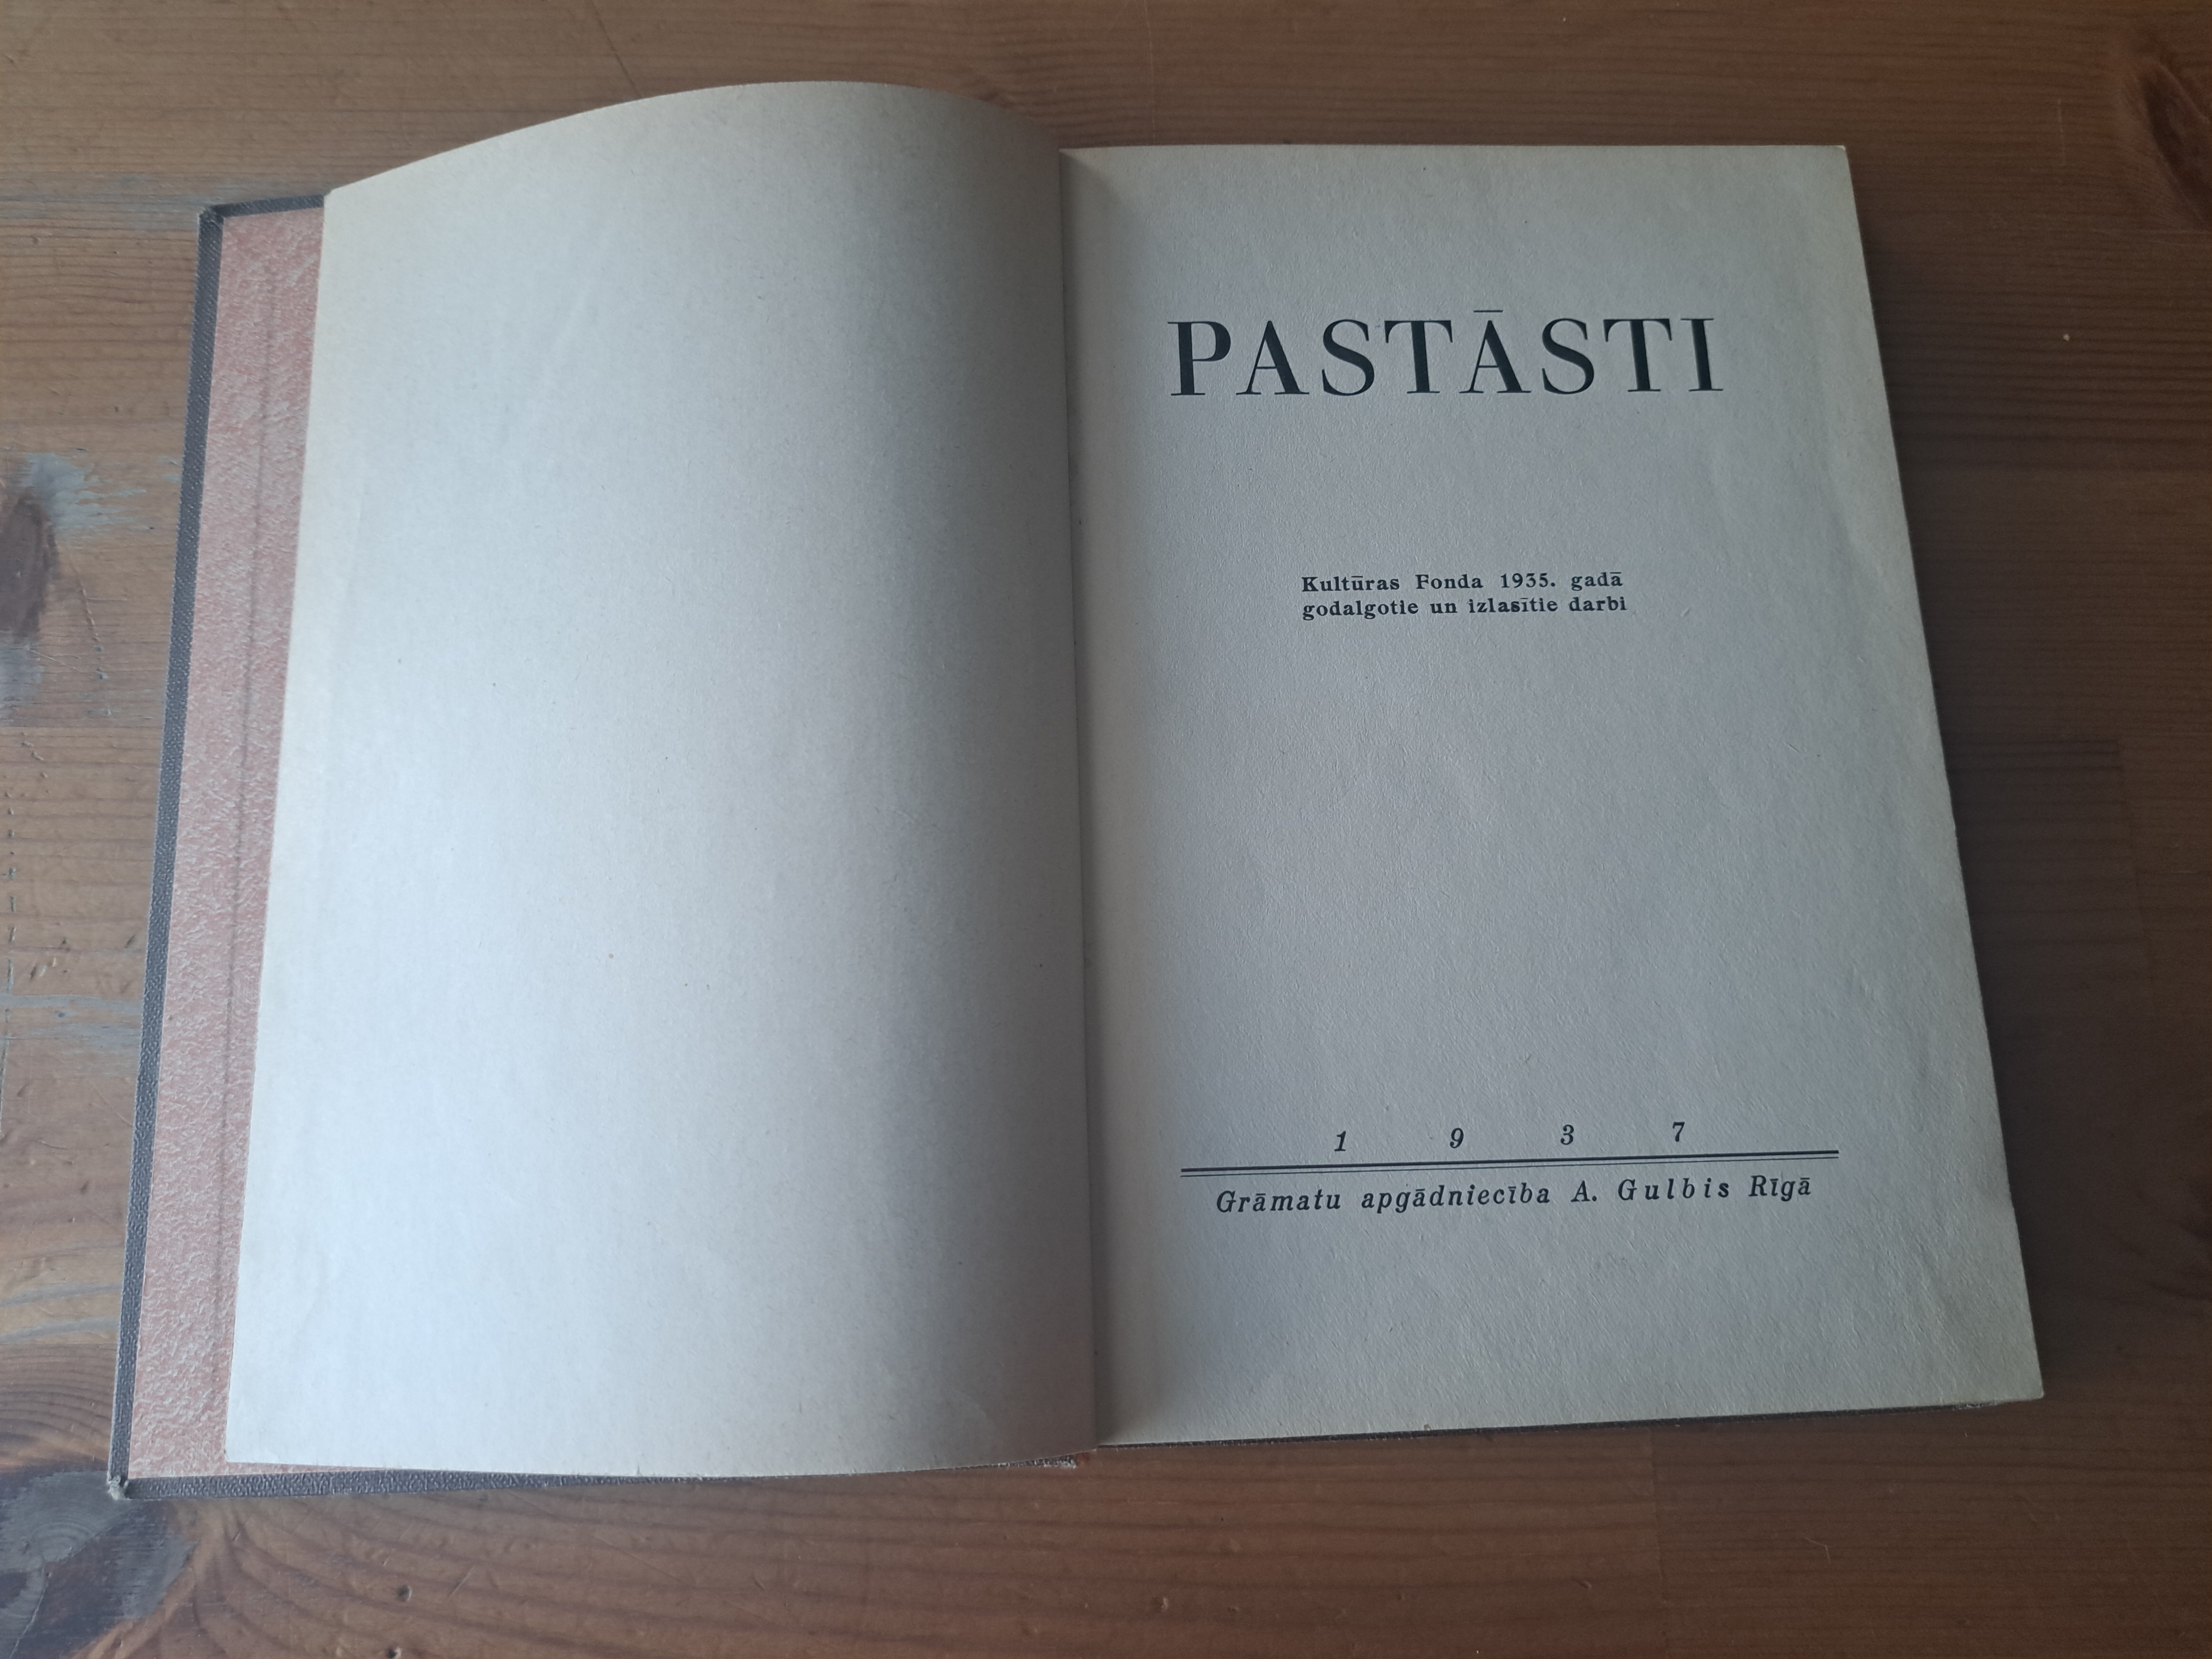 PASTĀSTI
Kultūras Fonda 1935. gadā
godalgotie un izlasītie darbi
1 9 3 7
Grāmatu apgādniecība A. Gulbis Rīgā